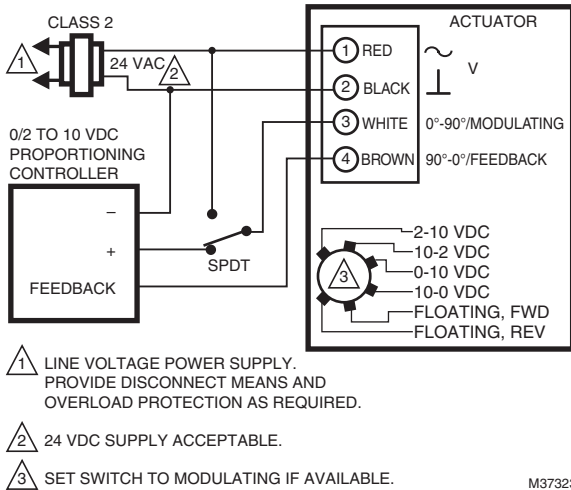 CLASS 2
ACTUATOR
1
24 VAC
2
1 RED
V
2 BLACK
3 WHITE 0°-90°/MODULATING
4 BROWN 90°-0°/FEEDBACK
0/2 TO 10 VDC
PROPORTIONING
CONTROLLER
–
+
FEEDBACK
SPDT
3
2-10 VDC
10-2 VDC
0-10 VDC
10-0 VDC
FLOATING, FWD
FLOATING, REV
1 LINE VOLTAGE POWER SUPPLY.
PROVIDE DISCONNECT MEANS AND
OVERLOAD PROTECTION AS REQUIRED.
2 24 VDC SUPPLY ACCEPTABLE.
3 SET SWITCH TO MODULATING IF AVAILABLE.
M37323